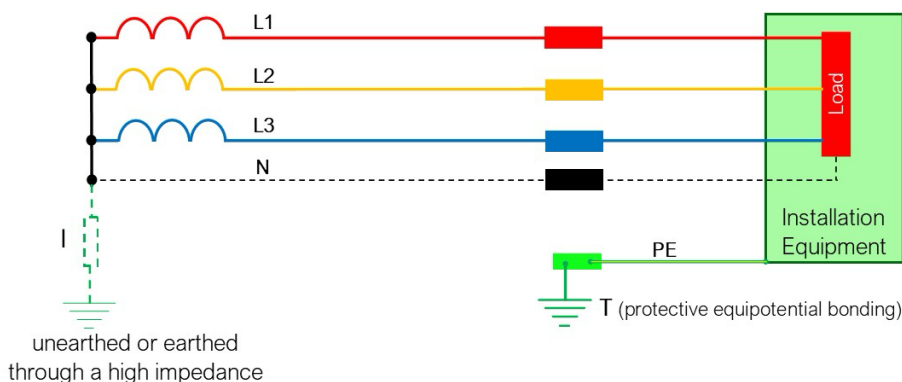 L1
L2
L3
N
Load
Installation
Equipment
I
PE
T (protective equipotential bonding)
unearthed or earthed
through a high impedance